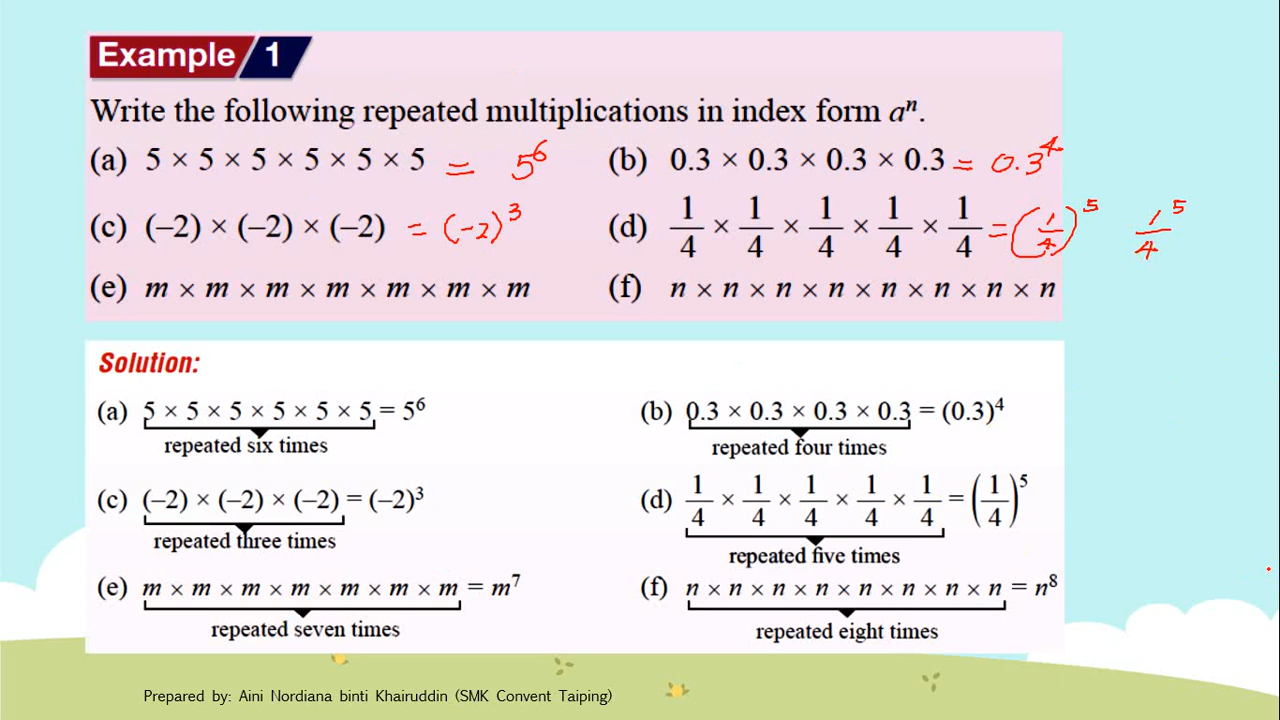 Example 1
Write the following repeated multiplications in index form aⁿ.
(a) 5 × 5 × 5 × 5 × 5 × 5 = 5⁶ (b) 0.3 × 0.3 × 0.3 × 0.3 = 0.3⁴
(c) (–2) × (–2) × (–2) = (-2)³ (d) 1/4 × 1/4 × 1/4 × 1/4 × 1/4 = (1/4)⁵ 1⁵/4
(e) m × m × m × m × m × m × m (f) n × n × n × n × n × n × n × n
Solution:
(a) 5 × 5 × 5 × 5 × 5 × 5 = 5⁶ (b) 0.3 × 0.3 × 0.3 × 0.3 = (0.3)⁴
repeated six times repeated four times
(c) (–2) × (–2) × (–2) = (–2)³ (d) 1/4 × 1/4 × 1/4 × 1/4 × 1/4 = (1/4)⁵
repeated three times repeated five times
(e) m × m × m × m × m × m × m = m⁷ (f) n × n × n × n × n × n × n × n = n⁸
repeated seven times repeated eight times
Prepared by: Aini Nordiana binti Khairuddin (SMK Convent Taiping)